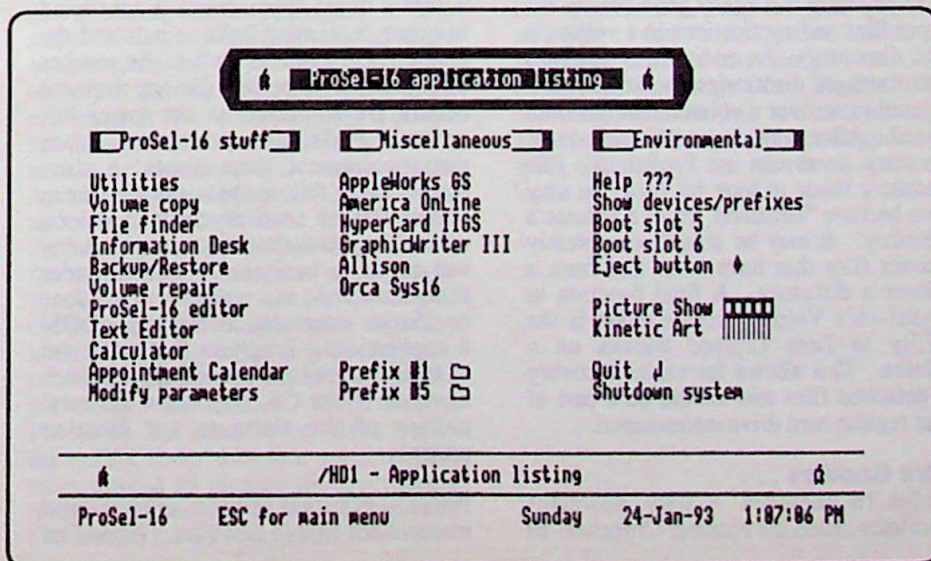 ProSel-16 application listing
ProSel-16 stuff
Utilities
Volume Copy
File finder
Information Desk
Backup/Restore
Volume repair
ProSel-16 editor
Text Editor
Calculator
Appointment Calendar
Modify parameters
Miscellaneous
AppleWorks GS
America OnLine
HyperCard IIGS
GraphicWriter III
Allison
Orca Sys16
Prefix #1
Prefix #5
Environmental
Help ???
Show devices/prefixes
Boot slot 5
Boot slot 6
Eject button
Picture Show
Kinetic Art
Quit
Shutdown system
/HD1 - Application listing
ProSel-16 ESC for main menu Sunday 24-Jan-93 1:07:06 PM